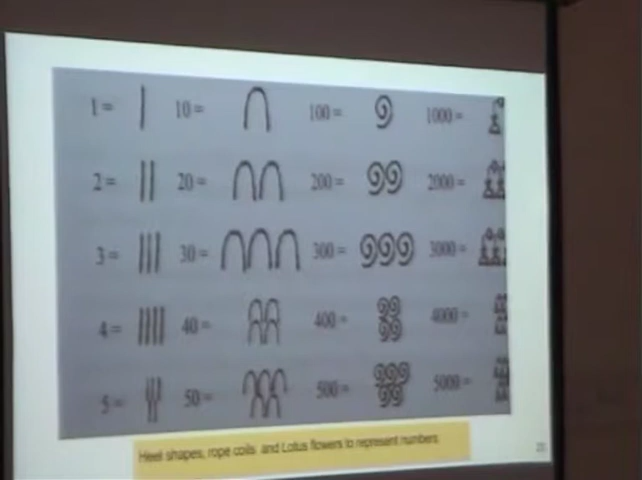 1 = 10 = 100 = 1000 =
2 = 20 = 200 = 2000 =
3 = 30 = 300 = 3000 =
4 = 40 = 400 = 4000 =
5 = 50 = 500 = 5000 =
Heel shapes, rope coils and Lotus flowers to represent numbers